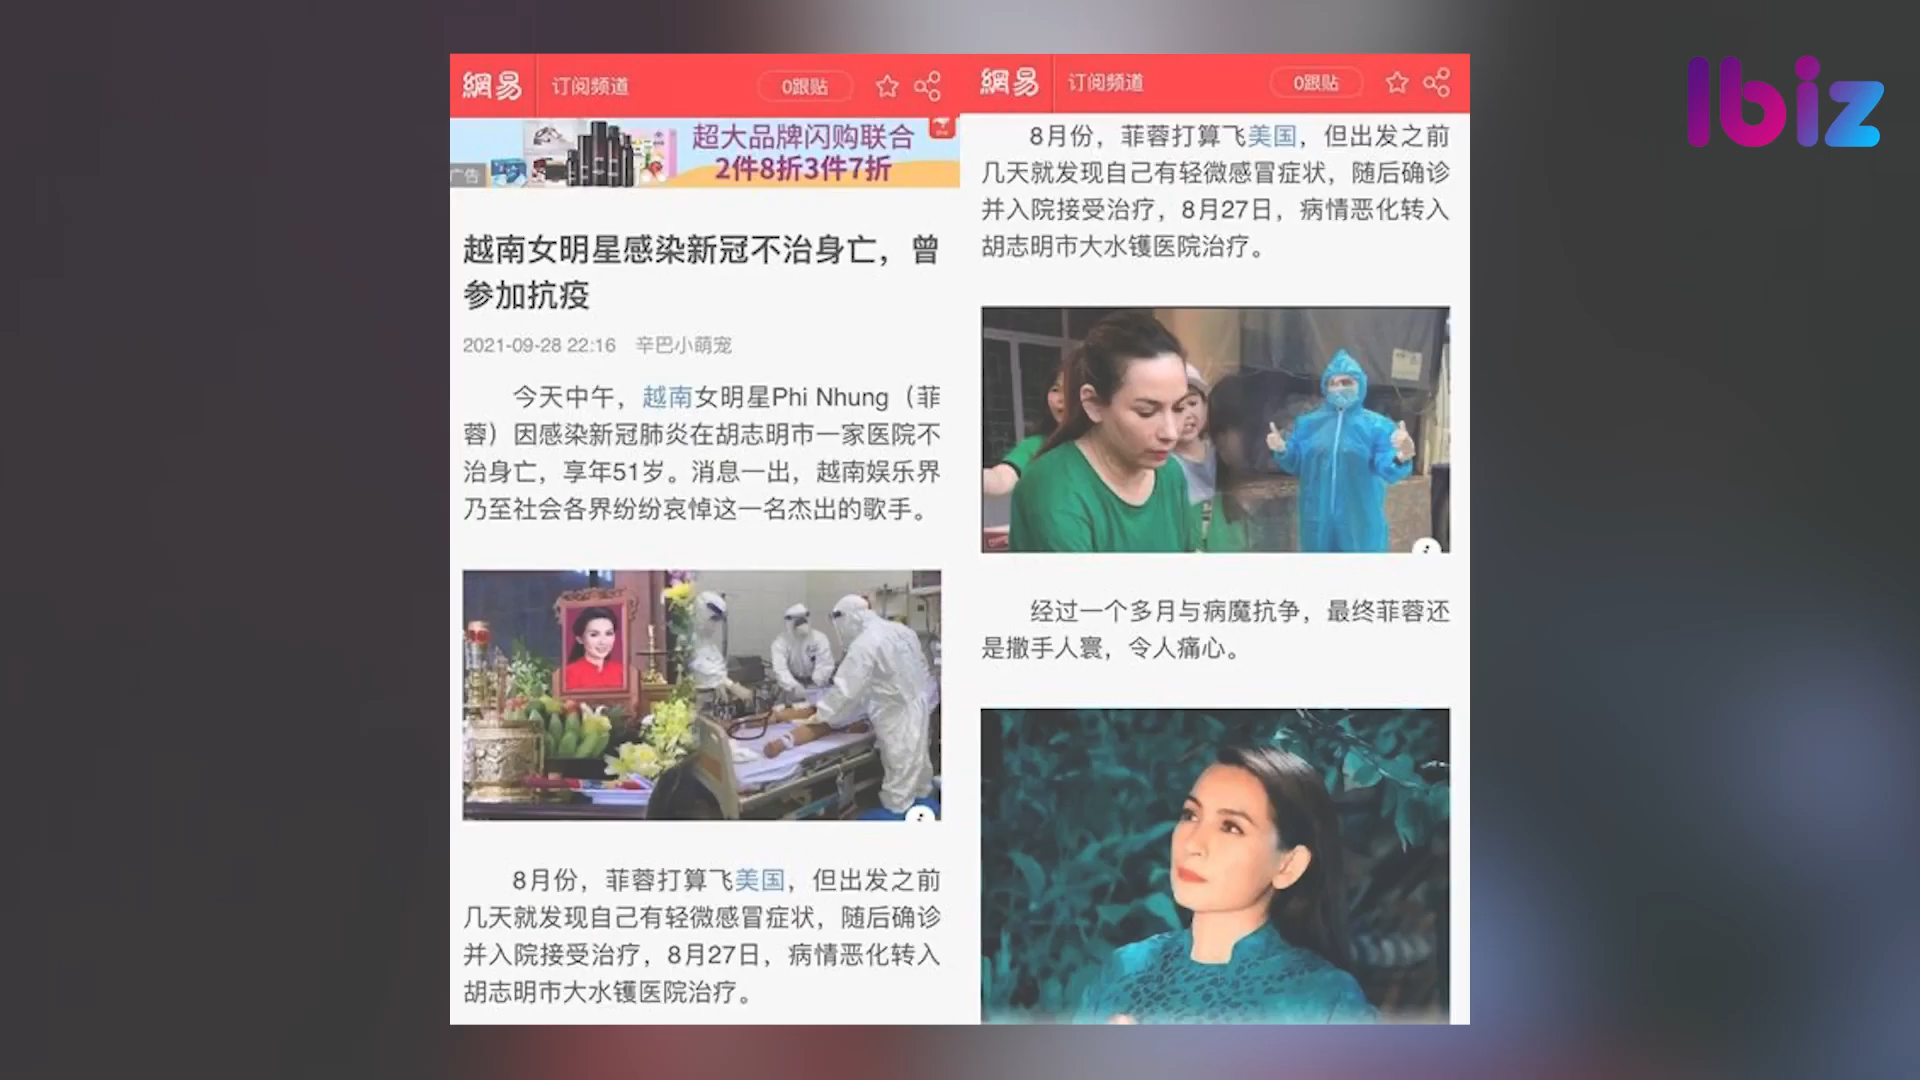 Ibiz
網易 订阅频道 0跟贴
超大品牌闪购联合
2件8折3件7折
广告
越南女明星感染新冠不治身亡，曾
参加抗疫
2021-09-28 22:16 辛巴小萌宠
今天中午，越南女明星Phi Nhung（菲
蓉）因感染新冠肺炎在胡志明市一家医院不
治身亡，享年51岁。消息一出，越南娱乐界
乃至社会各界纷纷哀悼这一名杰出的歌手。
8月份，菲蓉打算飞美国，但出发之前
几天就发现自己有轻微感冒症状，随后确诊
并入院接受治疗，8月27日，病情恶化转入
胡志明市大水镬医院治疗。
網易 订阅频道 0跟贴
8月份，菲蓉打算飞美国，但出发之前
几天就发现自己有轻微感冒症状，随后确诊
并入院接受治疗，8月27日，病情恶化转入
胡志明市大水镬医院治疗。
经过一个多月与病魔抗争，最终菲蓉还
是撒手人寰，令人痛心。